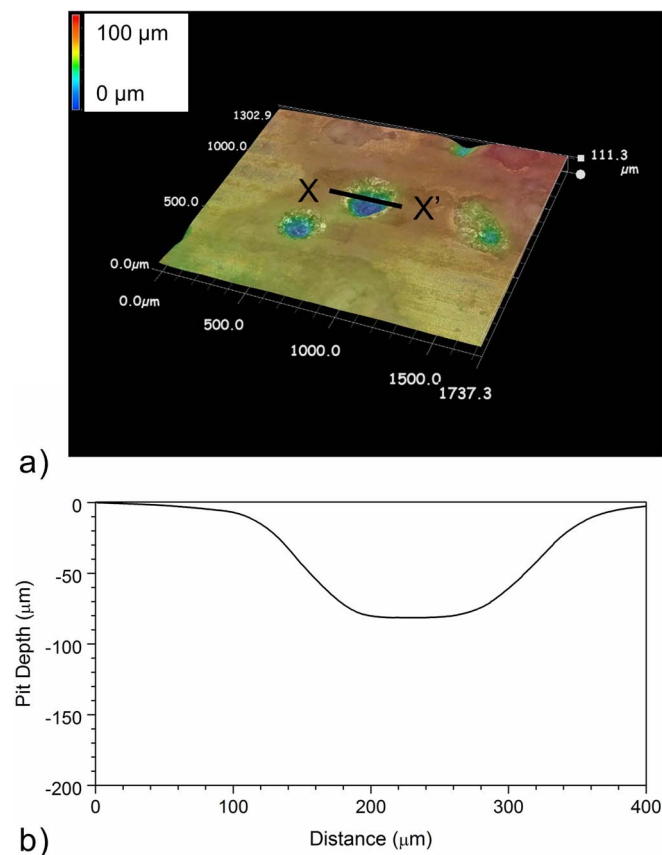 100 µm
0 µm
1302.9
1000.0
500.0
0.0µm
0.0µm
500.0
1000.0
1500.0
1737.3
111.3
µm
X
X’
a)
0
-50
-100
-150
-200
Pit Depth (µm)
0 100 200 300 400
Distance (µm)
b)